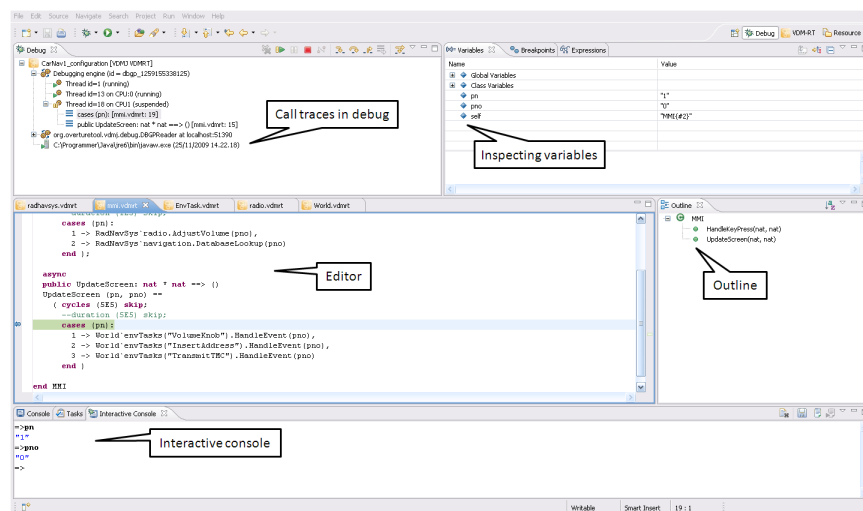 File Edit Source Navigate Search Project Run Window Help
Debug VDM-RT Resource
Debug
CarNav1_configuration [VDMJ VDMRT]
Debugging engine (id = dbgp_1259155338125)
Thread id=1 (running)
Thread id=13 on CPU:0 (running)
Thread id=18 on CPU1 (suspended)
cases (pn): [mmi.vdmrt: 19]
public UpdateScreen: nat * nat ==> () [mmi.vdmrt: 15]
org.overturetool.vdmj.debug.DBGPReader at localhost:51390
C:\Programmer\Java\jre6\bin\javaw.exe (25/11/2009 14.22.18)
Call traces in debug
Variables Breakpoints Expressions
Name Value
Global Variables
Class Variables
pn "1"
pno "0"
self "MMI{#2}"
Inspecting variables
radnavsys.vdmrt mmi.vdmrt EnvTask.vdmrt radio.vdmrt World.vdmrt
--duration (5E5) skip;
cases (pn):
1 -> RadNavSys`radio.AdjustVolume(pno),
2 -> RadNavSys`navigation.DatabaseLookup(pno)
end );
async
public UpdateScreen: nat * nat ==> ()
UpdateScreen (pn, pno) ==
( cycles (5E5) skip;
--duration (5E5) skip;
cases (pn):
1 -> World`envTasks("VolumeKnob").HandleEvent(pno),
2 -> World`envTasks("InsertAddress").HandleEvent(pno),
3 -> World`envTasks("TransmitTMC").HandleEvent(pno)
end )
end MMI
Editor
Outline
MMI
HandleKeyPress(nat, nat)
UpdateScreen(nat, nat)
Outline
Console Tasks Interactive Console
=>pn
"1"
=>pno
"0"
=>
Interactive console
Writable Smart Insert 19 : 1